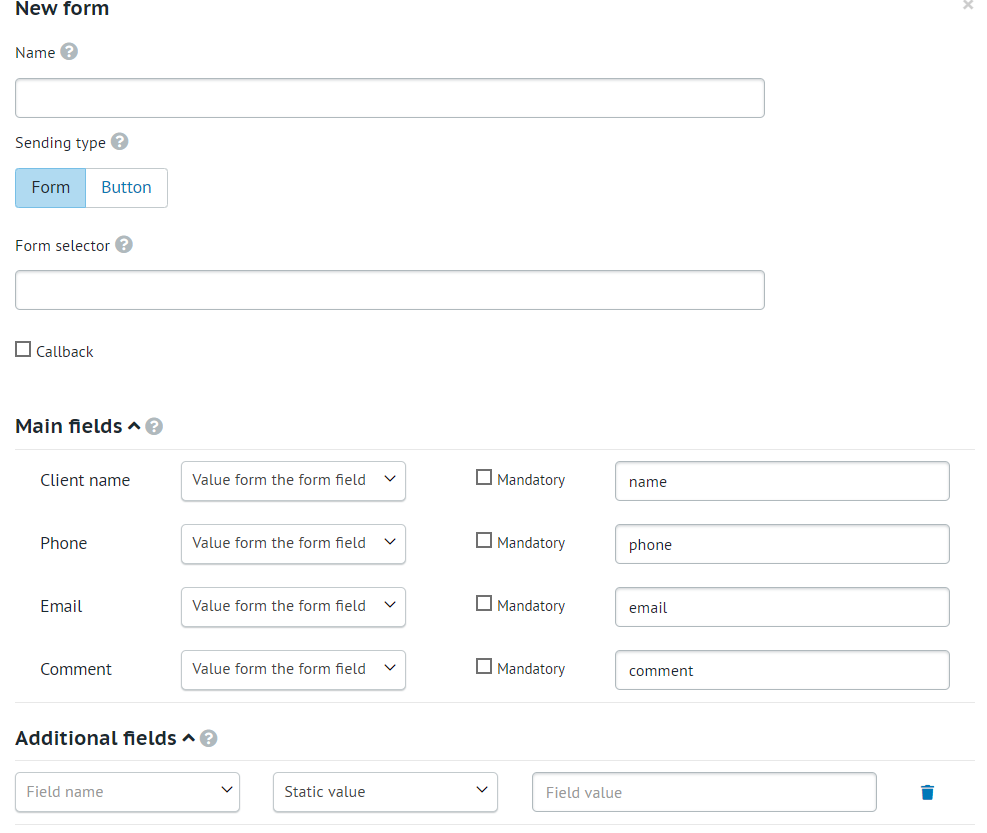 New form
Name
Sending type
Form Button
Form selector
Callback
Main fields
Client name Value form the form field Mandatory name
Phone Value form the form field Mandatory phone
Email Value form the form field Mandatory email
Comment Value form the form field Mandatory comment
Additional fields
Field name Static value Field value